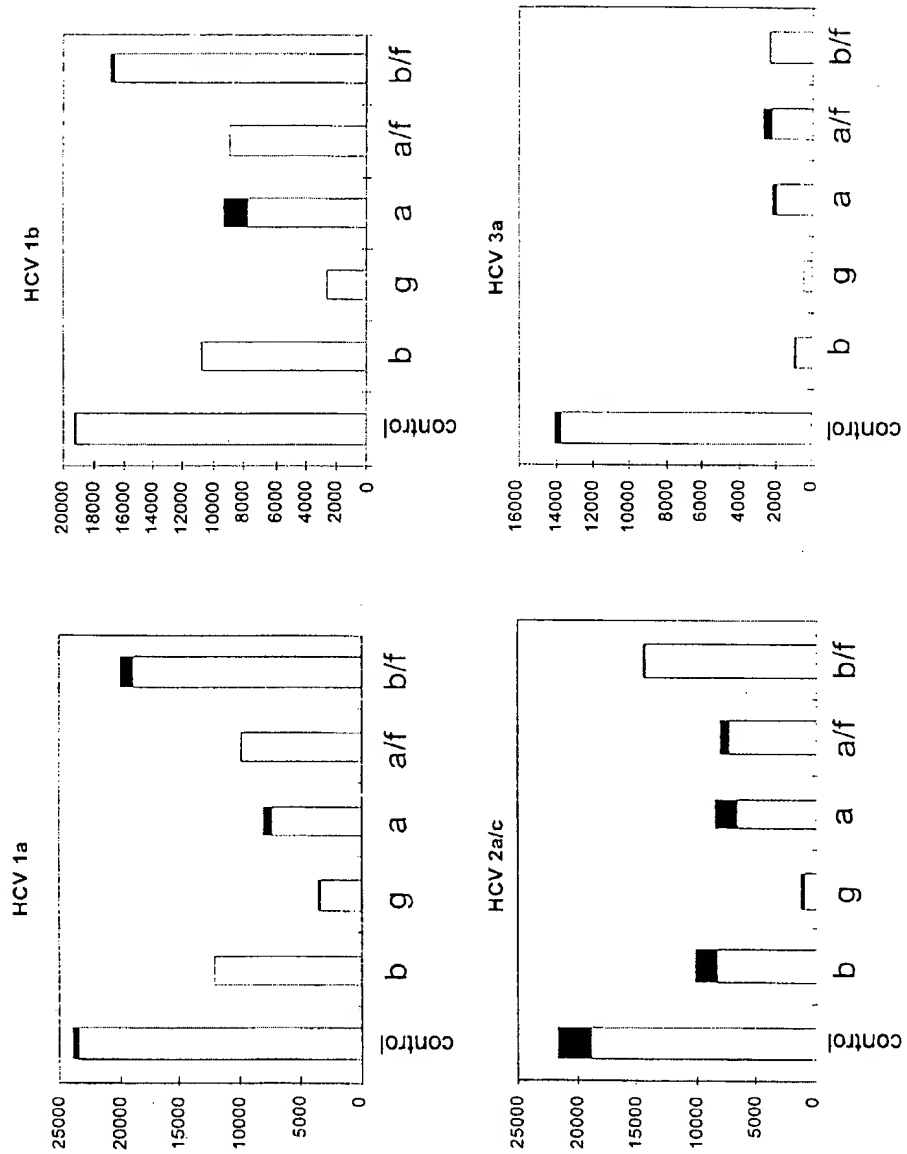 HCV 1a
25000
20000
15000
10000
5000
0
control
b
g
a
a/f
b/f
HCV 1b
20000
18000
16000
14000
12000
10000
8000
6000
4000
2000
0
control
b
g
a
a/f
b/f
HCV 2a/c
25000
20000
15000
10000
5000
0
control
b
g
a
a/f
b/f
HCV 3a
16000
14000
12000
10000
8000
6000
4000
2000
0
control
b
g
a
a/f
b/f